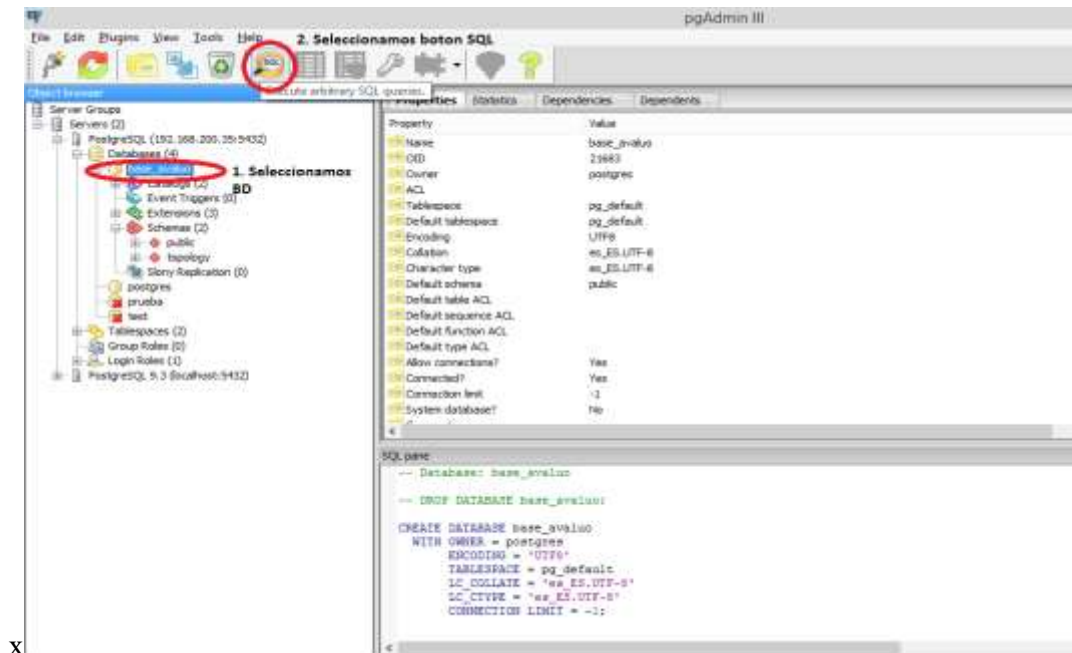 pgAdmin III
File Edit Plugins View Tools Help
2. Seleccionamos boton SQL
SQL
Execute arbitrary SQL queries.
Object browser
Server Groups
Servers (2)
PostgreSQL (192.168.200.35:5432)
Databases (4)
base_avaluo
1. Seleccionamos BD
Catalogs (2)
Event Triggers (0)
Extensions (3)
Schemas (2)
public
topology
Slony Replication (0)
postgres
prueba
test
Tablespaces (2)
Group Roles (0)
Login Roles (1)
PostgreSQL 9.3 (localhost:5432)
Properties Statistics Dependencies Dependents
Property Value
Name base_avaluo
OID 21683
Owner postgres
ACL
Tablespace pg_default
Default tablespace pg_default
Encoding UTF8
Collation es_ES.UTF-8
Character type es_ES.UTF-8
Default schema public
Default table ACL
Default sequence ACL
Default function ACL
Default type ACL
Allow connections? Yes
Connected? Yes
Connection limit -1
System database? No
SQL pane
-- Database: base_avaluo
-- DROP DATABASE base_avaluo;
CREATE DATABASE base_avaluo
WITH OWNER = postgres
ENCODING = 'UTF8'
TABLESPACE = pg_default
LC_COLLATE = 'es_ES.UTF-8'
LC_CTYPE = 'es_ES.UTF-8'
CONNECTION LIMIT = -1;
x